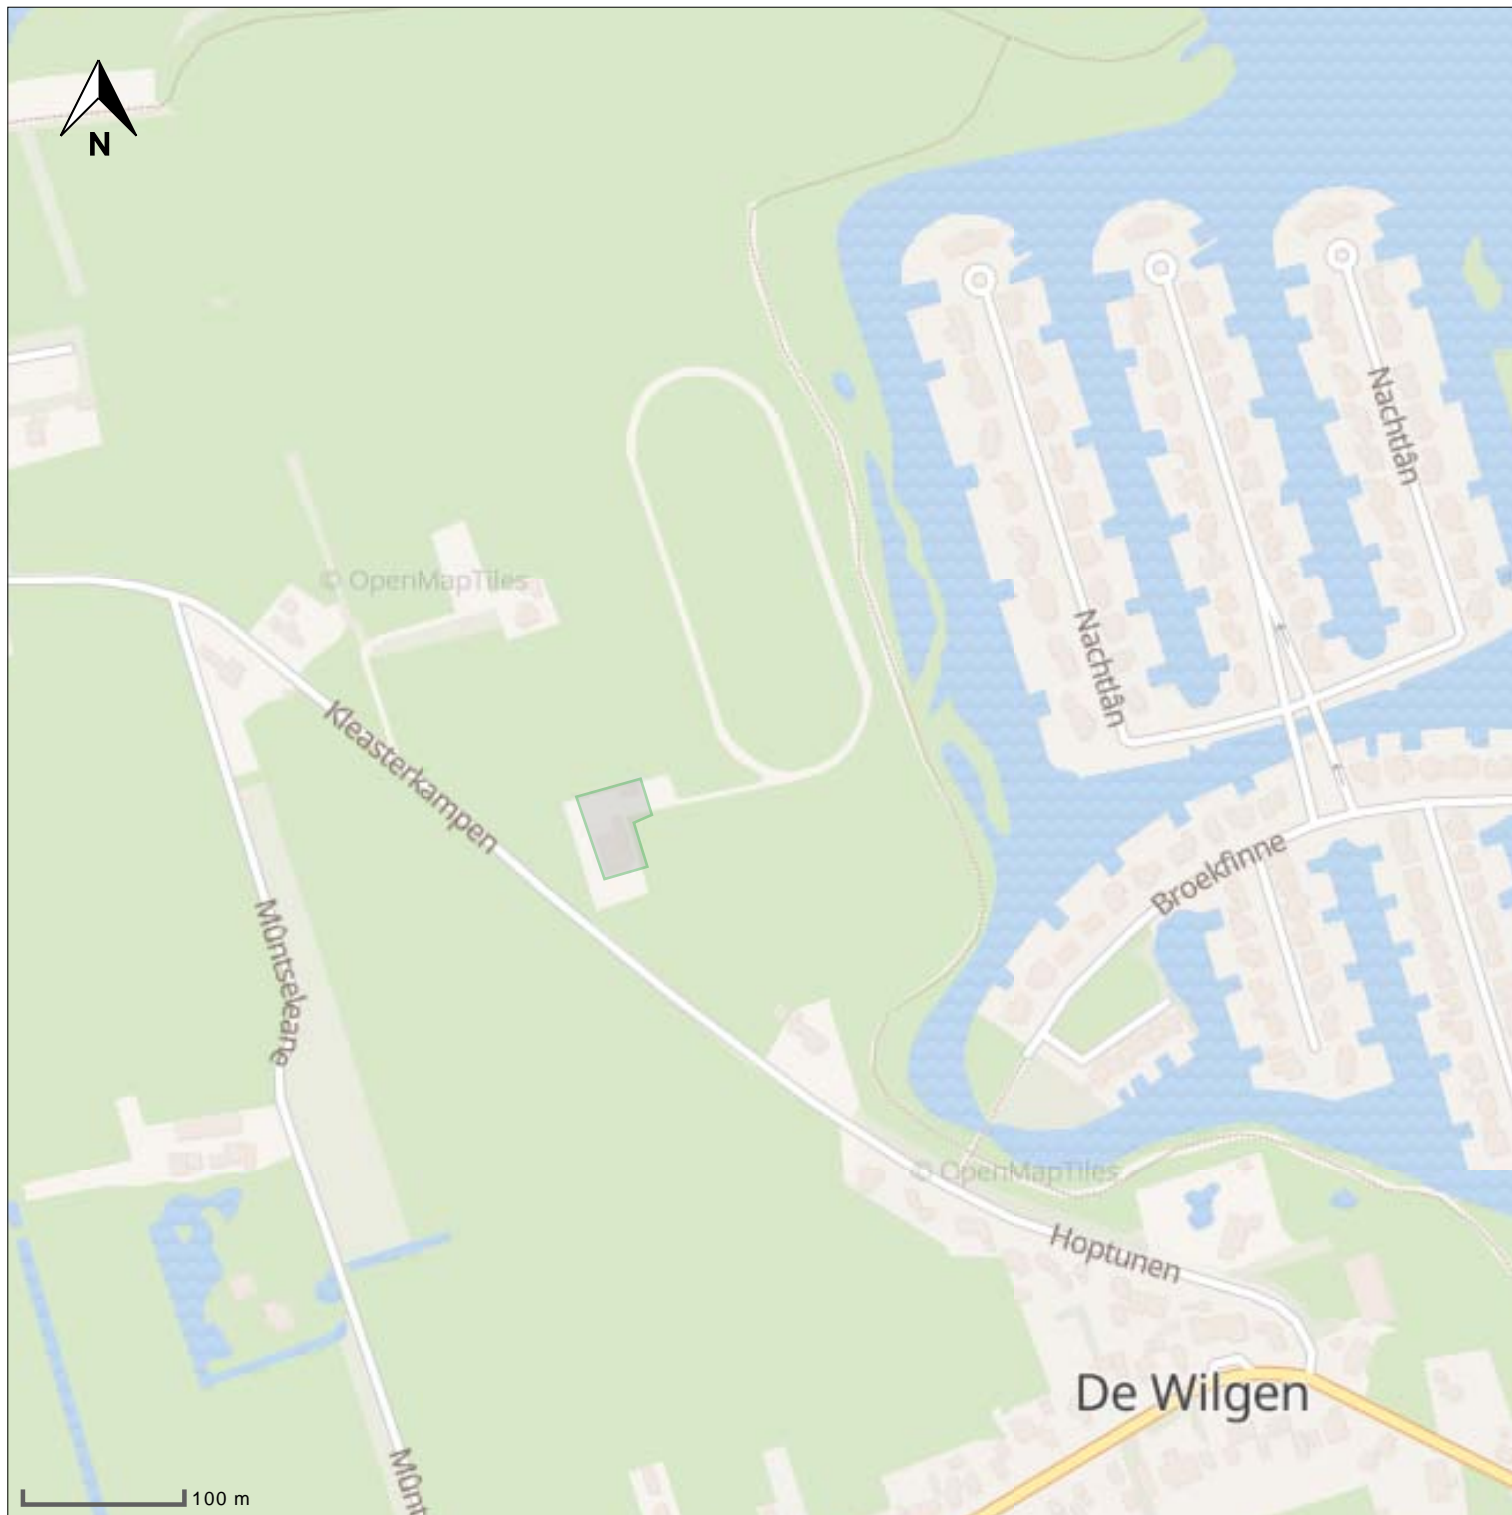 N
Nachtlân
© OpenMapTiles
Nachtlân
Kleasterkampen
Broekfinne
Mûntseleane
© OpenMapTiles
Hoptunen
De Wilgen
Mûnt
100 m